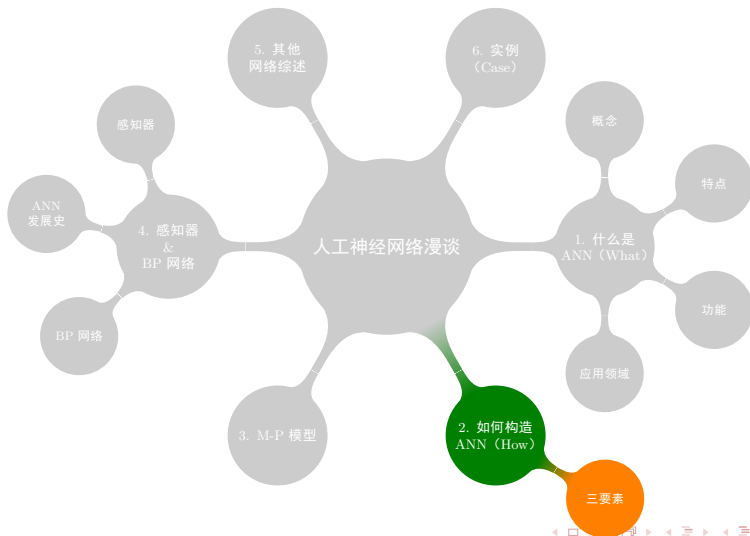 5. 其他
网络综述
6. 实例
（Case）
感知器
概念
ANN
发展史
特点
4. 感知器
&
BP 网络
人工神经网络漫谈
1. 什么是
ANN（What）
BP 网络
功能
应用领域
3. M-P 模型
2. 如何构造
ANN（How）
三要素